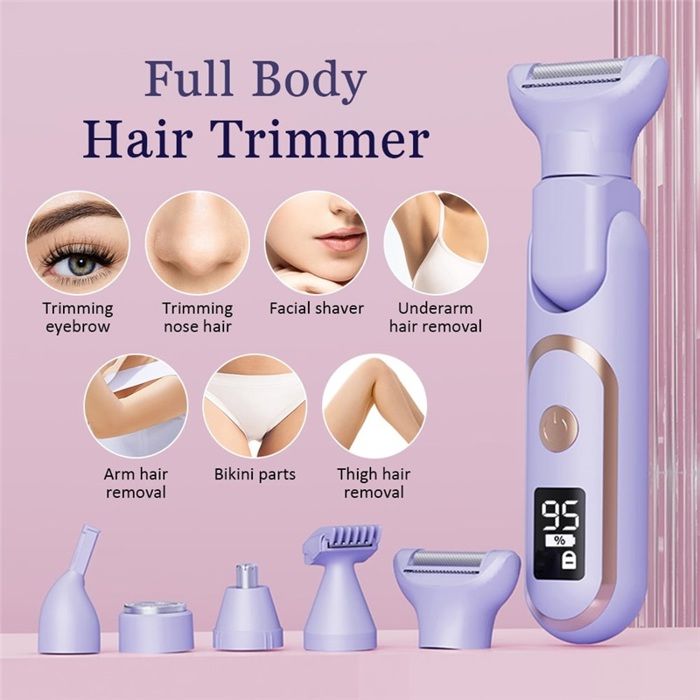 Full Body
Hair Trimmer
Trimming
eyebrow
Trimming
nose hair
Facial shaver
Underarm
hair removal
Arm hair
removal
Bikini parts
Thigh hair
removal
95
%